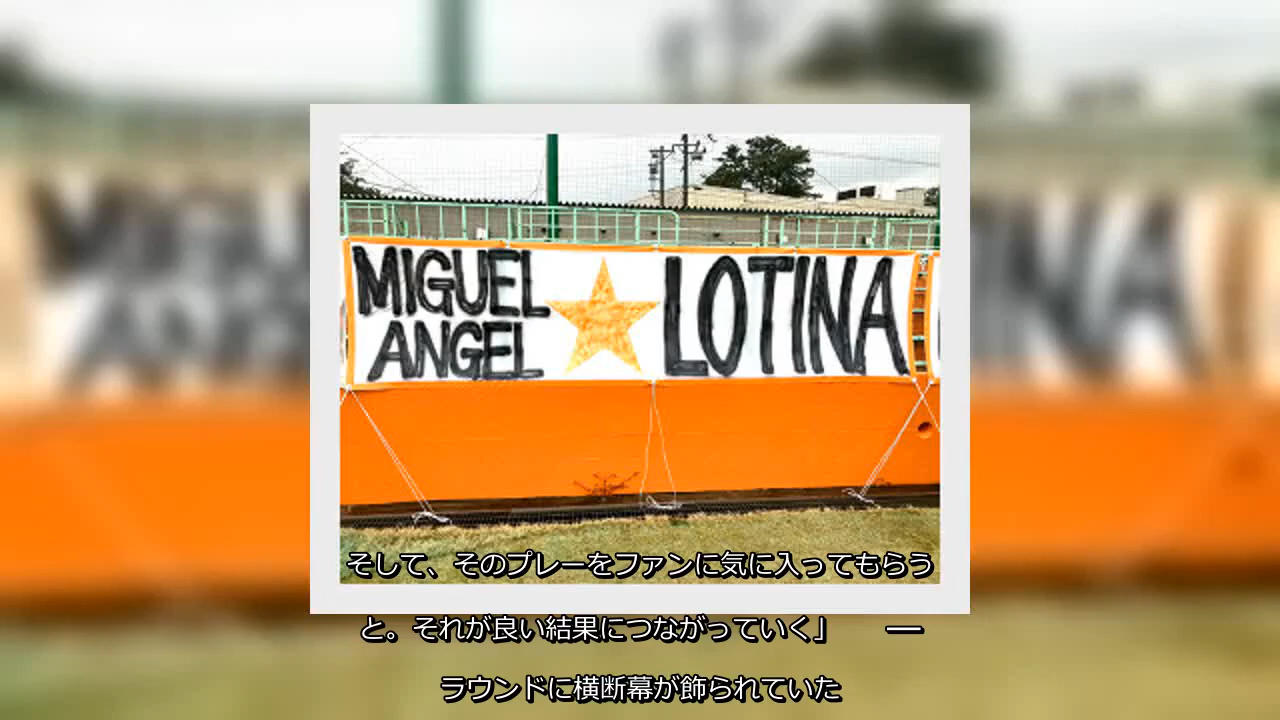 MIGUEL
ANGEL
LOTINA
そして、そのプレーをファンに気に入ってもらう
と。それが良い結果につながっていく」　　―
ラウンドに横断幕が飾られていた